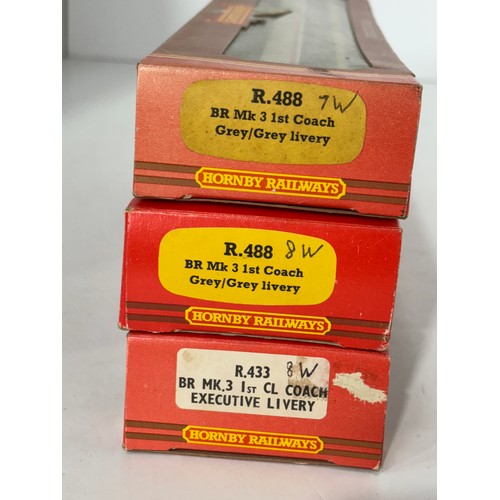 R.488 7W
BR Mk 3 1st Coach
Grey/Grey livery
HORNBY RAILWAYS
R.488 8W
BR Mk 3 1st Coach
Grey/Grey livery
HORNBY RAILWAYS
R.433 8W
BR MK.3 1ST CL COACH
EXECUTIVE LIVERY
HORNBY RAILWAYS